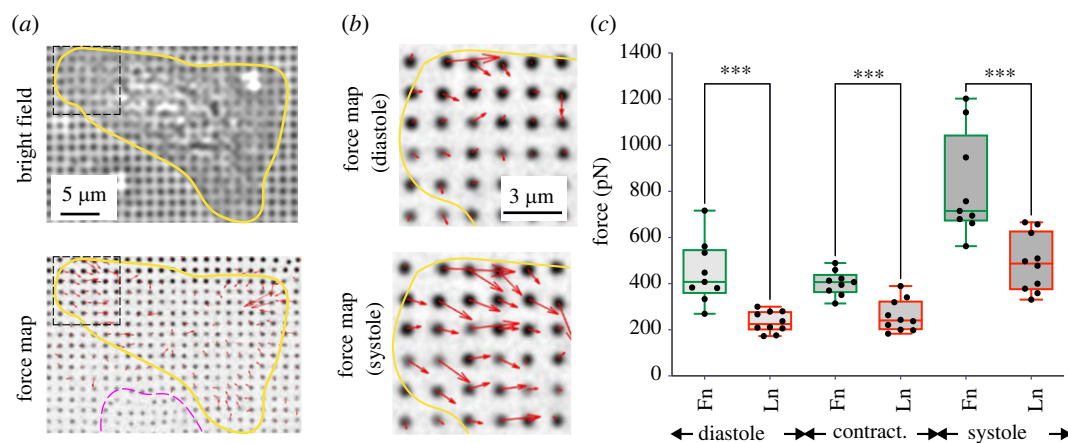 (a)
bright field
5 μm
force map
(b)
force map
(diastole)
3 μm
force map
(systole)
(c)
force (pN)
1400
1200
1000
800
600
400
200
0
***
***
***
Fn
Ln
Fn
Ln
Fn
Ln
diastole
contract.
systole